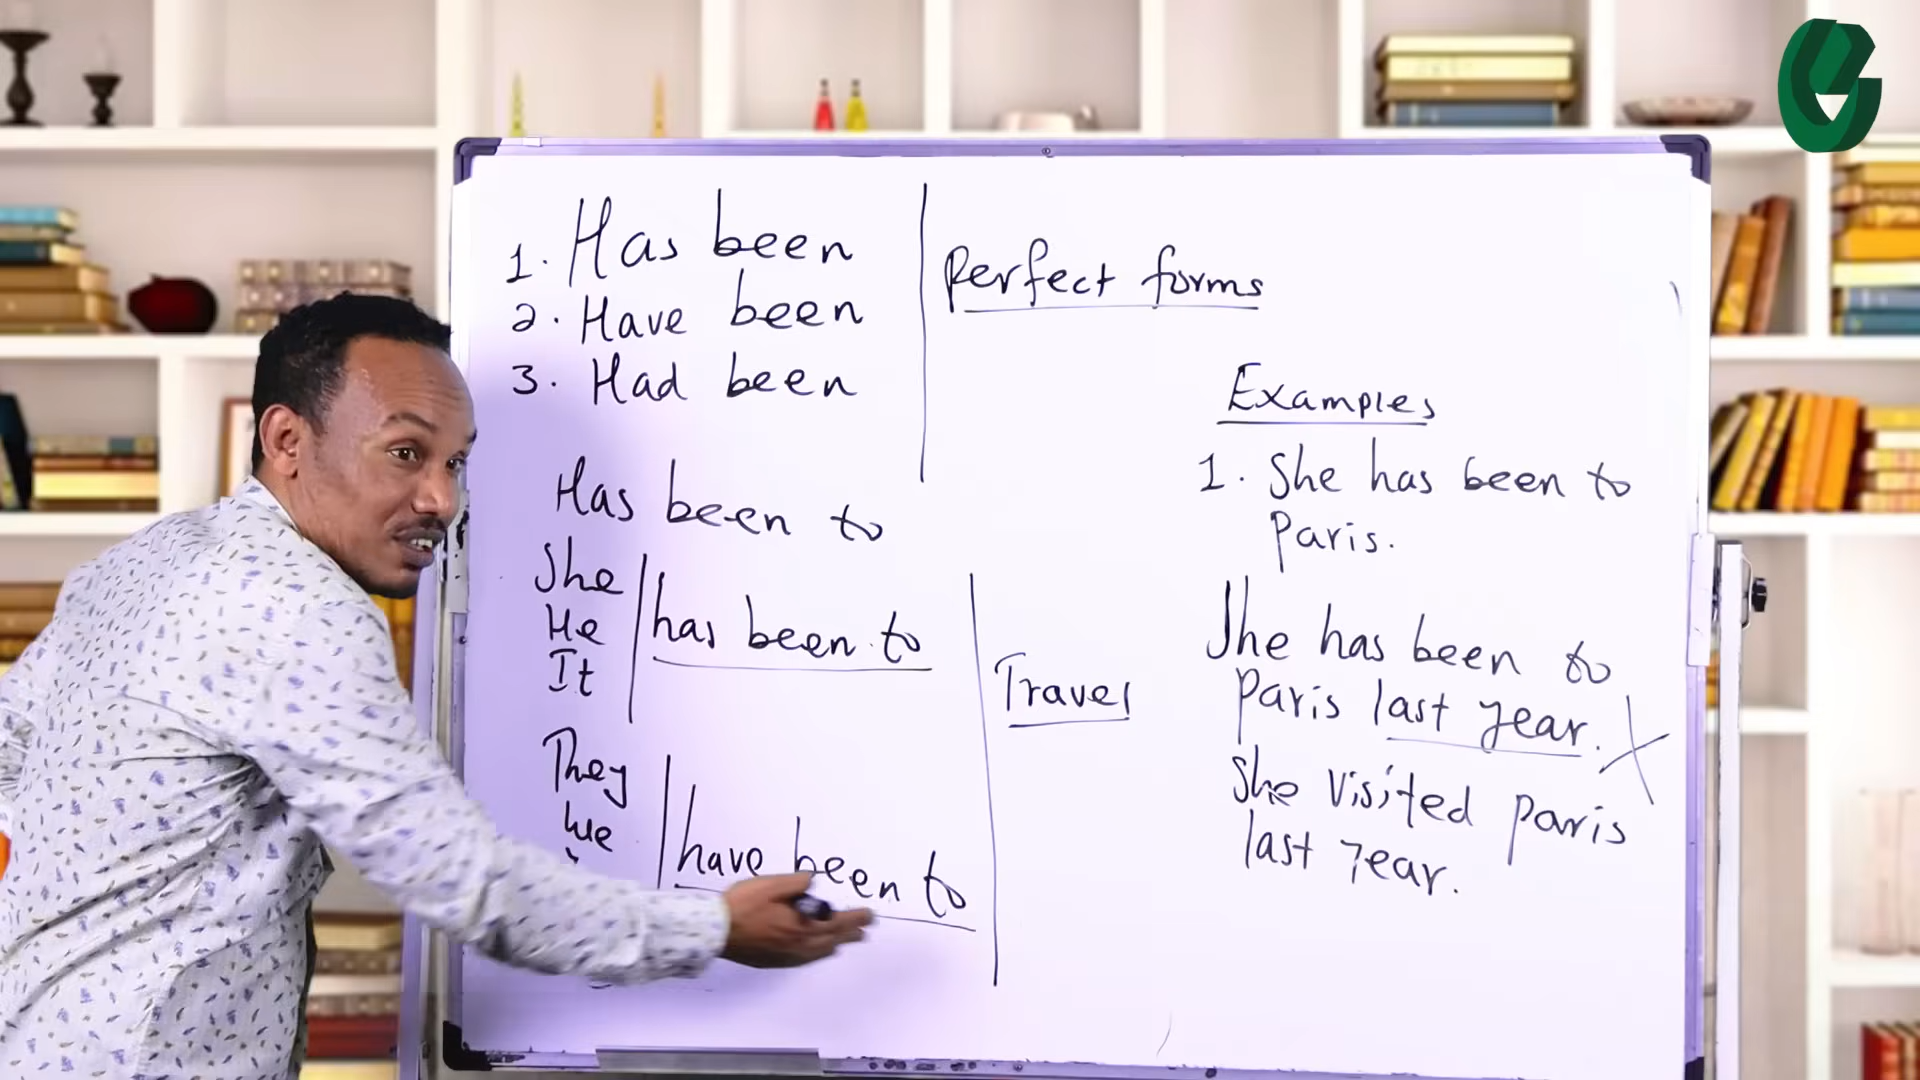 1. Has been
2. Have been
3. Had been
Perfect forms
Has been to
She
He
It
has been to
They
We
have been to
Travel
Examples
1. She has been to
Paris.
She has been to
Paris last year.
She visited Paris
last year.